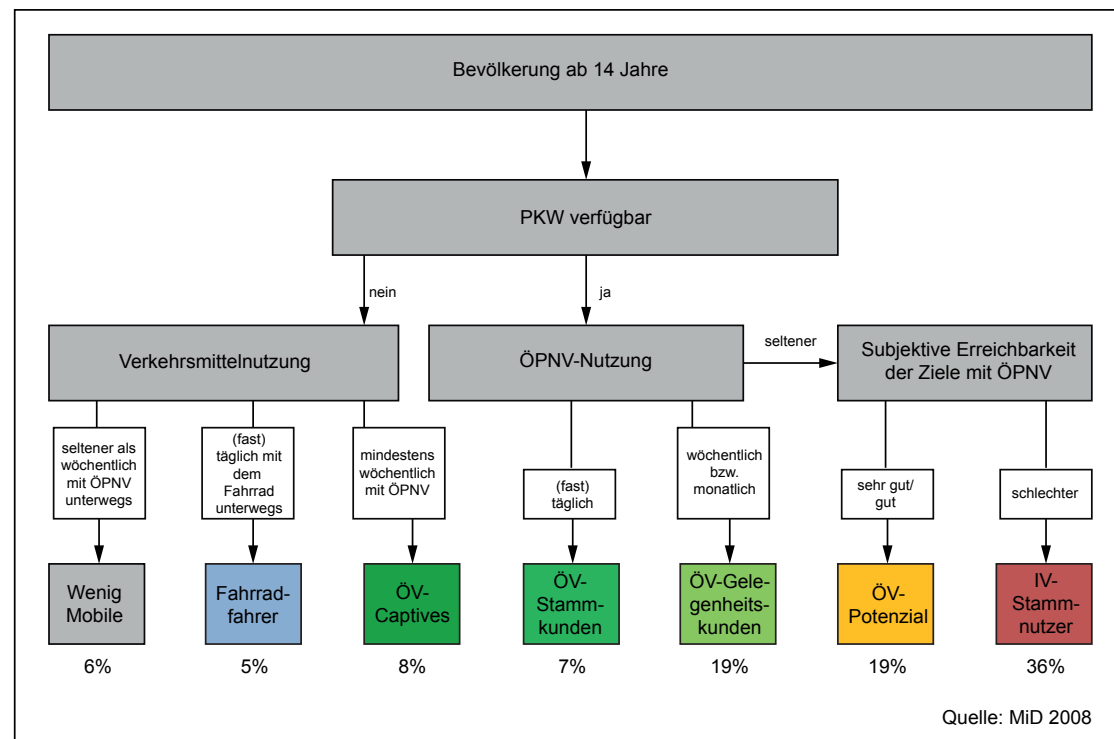 Bevölkerung ab 14 Jahre
PKW verfügbar
nein
ja
Verkehrsmittelnutzung
ÖPNV-Nutzung
seltener
Subjektive Erreichbarkeit
der Ziele mit ÖPNV
seltener als
wöchentlich
mit ÖPNV
unterwegs
(fast)
täglich mit
dem
Fahrrad
unterwegs
mindestens
wöchentlich
mit ÖPNV
(fast)
täglich
wöchentlich
bzw.
monatlich
sehr gut/
gut
schlechter
Wenig
Mobile
Fahrrad-
fahrer
ÖV-
Captives
ÖV-
Stamm-
kunden
ÖV-Gele-
genheits-
kunden
ÖV-
Potenzial
IV-
Stamm-
nutzer
6%
5%
8%
7%
19%
19%
36%
Quelle: MiD 2008